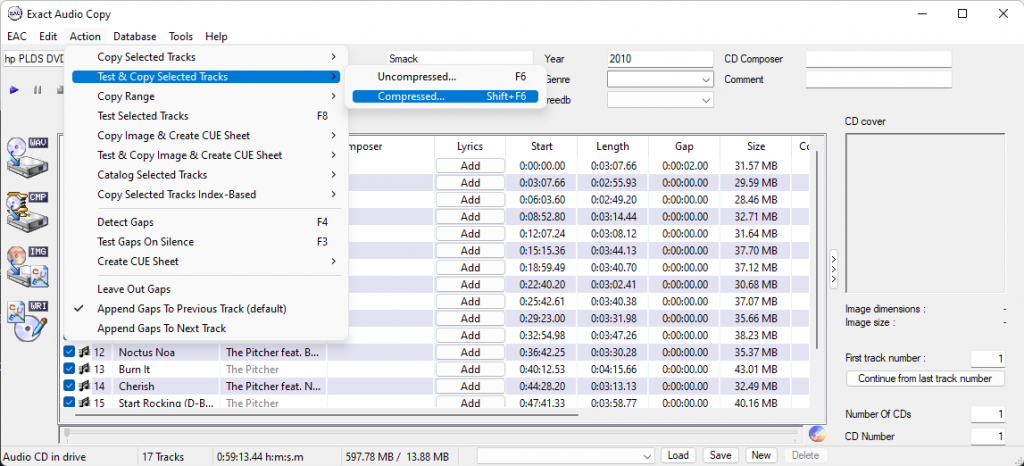 EAC Exact Audio Copy
EAC Edit Action Database Tools Help
hp PLDS DVD Smack Year 2010 CD Composer
Genre Comment
reedb
Copy Selected Tracks
Test & Copy Selected Tracks
Copy Range
Test Selected Tracks F8
Copy Image & Create CUE Sheet
Test & Copy Image & Create CUE Sheet
Catalog Selected Tracks
Copy Selected Tracks Index-Based
Detect Gaps F4
Test Gaps On Silence F3
Create CUE Sheet
Leave Out Gaps
Append Gaps To Previous Track (default)
Append Gaps To Next Track
Uncompressed... F6
Compressed... Shift+F6
WAV
CMP
IMG
WRI
mposer Lyrics Start Length Gap Size Co
Add 0:00:00.00 0:03:07.66 0:00:02.00 31.57 MB
Add 0:03:07.66 0:02:55.93 0:00:00.00 29.59 MB
Add 0:06:03.60 0:02:49.20 0:00:00.00 28.46 MB
Add 0:08:52.80 0:03:14.44 0:00:00.00 32.71 MB
Add 0:12:07.24 0:03:08.12 0:00:00.00 31.64 MB
Add 0:15:15.36 0:03:44.13 0:00:00.00 37.70 MB
Add 0:18:59.49 0:03:40.70 0:00:00.00 37.12 MB
Add 0:22:40.20 0:03:02.41 0:00:00.00 30.68 MB
Add 0:25:42.61 0:03:40.38 0:00:00.00 37.07 MB
Add 0:29:23.00 0:03:31.98 0:00:00.00 35.66 MB
Add 0:32:54.98 0:03:47.26 0:00:00.00 38.23 MB
12 Noctus Noa The Pitcher feat. B... Add 0:36:42.25 0:03:30.28 0:00:00.00 35.37 MB
13 Burn It The Pitcher Add 0:40:12.53 0:04:15.66 0:00:00.00 43.01 MB
14 Cherish The Pitcher feat. N... Add 0:44:28.20 0:03:13.13 0:00:00.00 32.49 MB
15 Start Rocking (D-B... The Pitcher Add 0:47:41.33 0:03:58.77 0:00:00.00 40.16 MB
CD cover
Image dimensions : -
Image size : -
First track number : 1
Continue from last track number
Number Of CDs 1
CD Number 1
Audio CD in drive 17 Tracks 0:59:13.44 h:m:s.m 597.78 MB / 13.88 MB Load Save New Delete